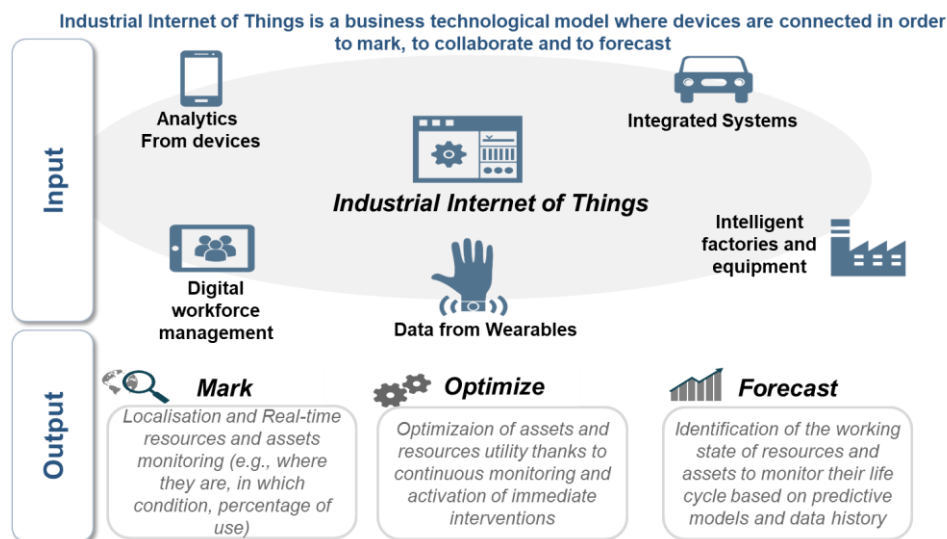 Industrial Internet of Things is a business technological model where devices are connected in order
to mark, to collaborate and to forecast
Input
Analytics
From devices
Integrated Systems
Industrial Internet of Things
Intelligent
factories and
equipment
Digital
workforce
management
Data from Wearables
Output
Mark
Localisation and Real-time
resources and assets
monitoring (e.g., where
they are, in which
condition, percentage of
use)
Optimize
Optimizaion of assets and
resources utility thanks to
continuous monitoring and
activation of immediate
interventions
Forecast
Identification of the working
state of resources and
assets to monitor their life
cycle based on predictive
models and data history